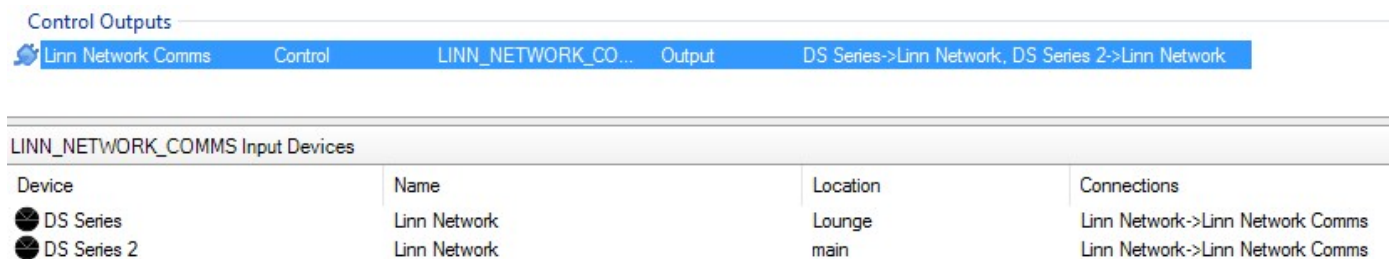 Control Outputs
Linn Network Comms Control LINN_NETWORK_CO... Output DS Series->Linn Network, DS Series 2->Linn Network
LINN_NETWORK_COMMS Input Devices
Device Name Location Connections
DS Series Linn Network Lounge Linn Network->Linn Network Comms
DS Series 2 Linn Network main Linn Network->Linn Network Comms